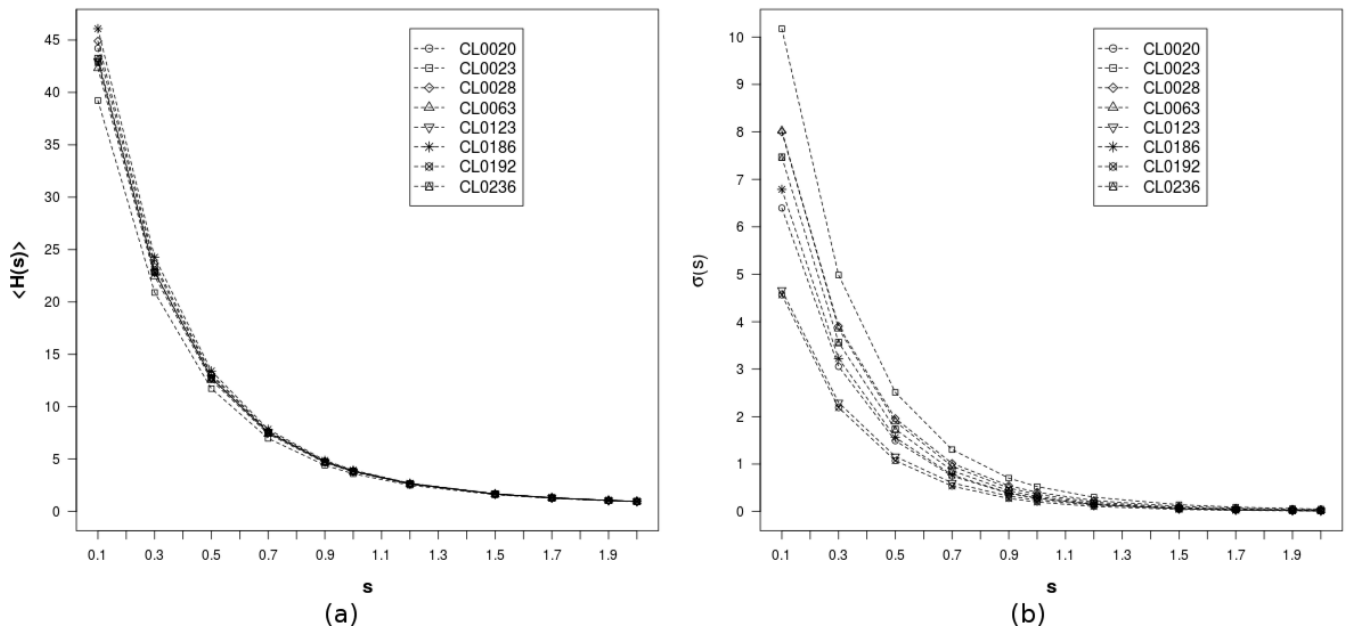 <H(s)>
45
40
35
30
25
20
15
10
5
0
CL0020
CL0023
CL0028
CL0063
CL0123
CL0186
CL0192
CL0236
0.1 0.3 0.5 0.7 0.9 1.1 1.3 1.5 1.7 1.9
s
(a)
σ(s)
10
9
8
7
6
5
4
3
2
1
0
CL0020
CL0023
CL0028
CL0063
CL0123
CL0186
CL0192
CL0236
0.1 0.3 0.5 0.7 0.9 1.1 1.3 1.5 1.7 1.9
s
(b)